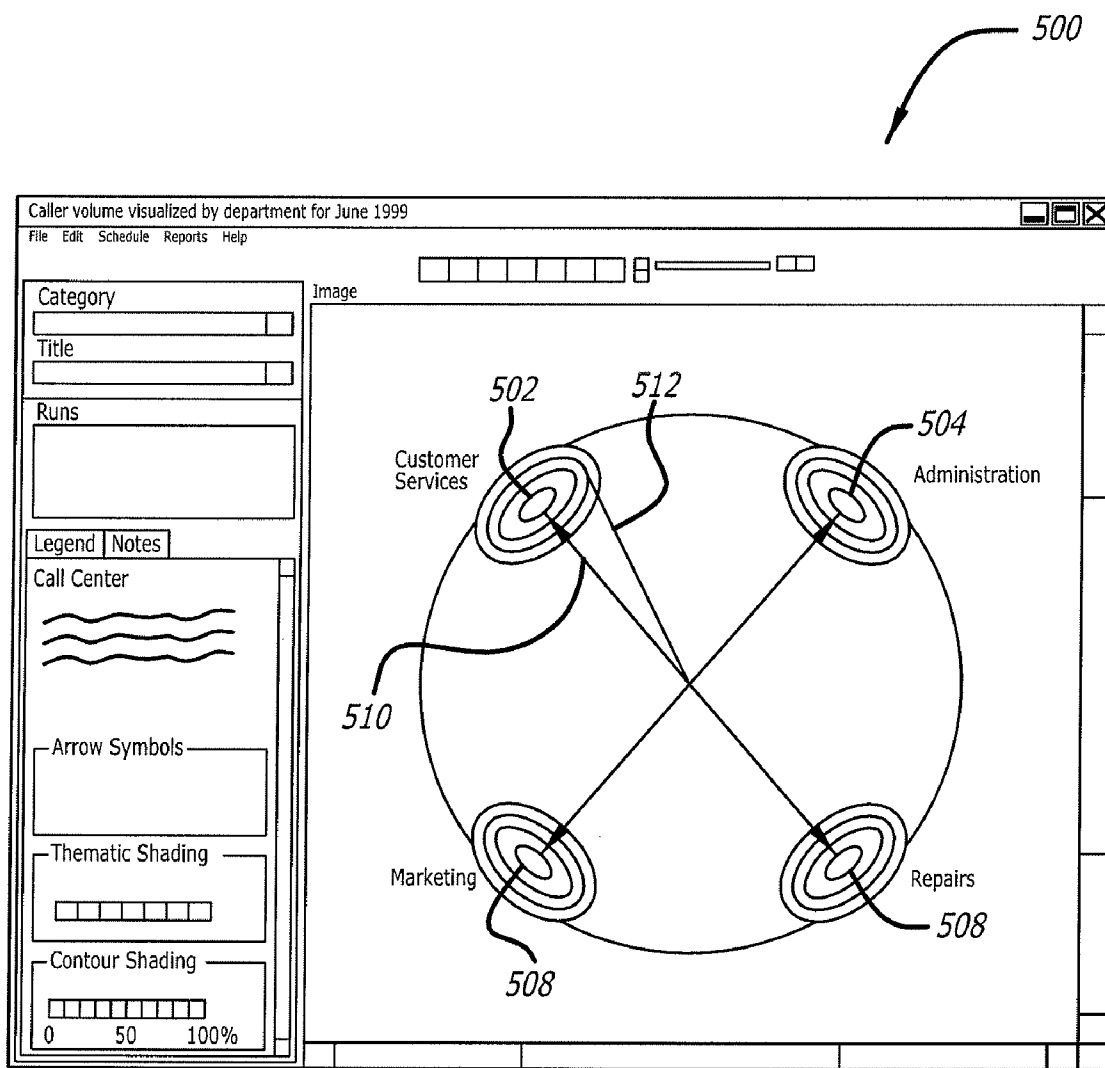 500
Caller volume visualized by department for June 1999
File Edit Schedule Reports Help
Category
Title
Runs
Legend Notes
Call Center
Arrow Symbols
Thematic Shading
Contour Shading
0 50 100%
Image
502
512
504
Customer
Services
Administration
510
Marketing
Repairs
508
508